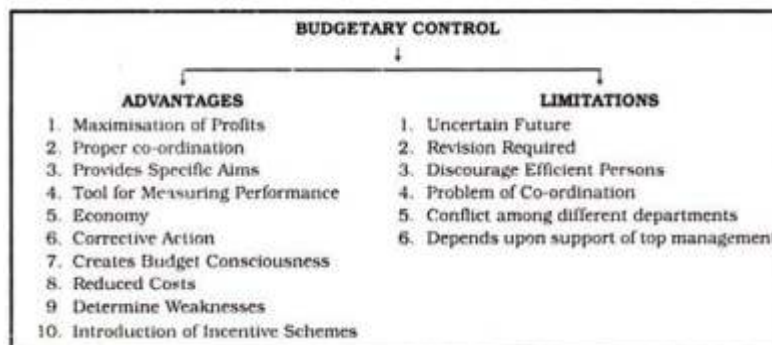 BUDGETARY CONTROL
ADVANTAGES
1. Maximisation of Profits
2. Proper co-ordination
3. Provides Specific Aims
4. Tool for Measuring Performance
5. Economy
6. Corrective Action
7. Creates Budget Consciousness
8. Reduced Costs
9 Determine Weaknesses
10. Introduction of Incentive Schemes
LIMITATIONS
1. Uncertain Future
2. Revision Required
3. Discourage Efficient Persons
4. Problem of Co-ordination
5. Conflict among different departments
6. Depends upon support of top management